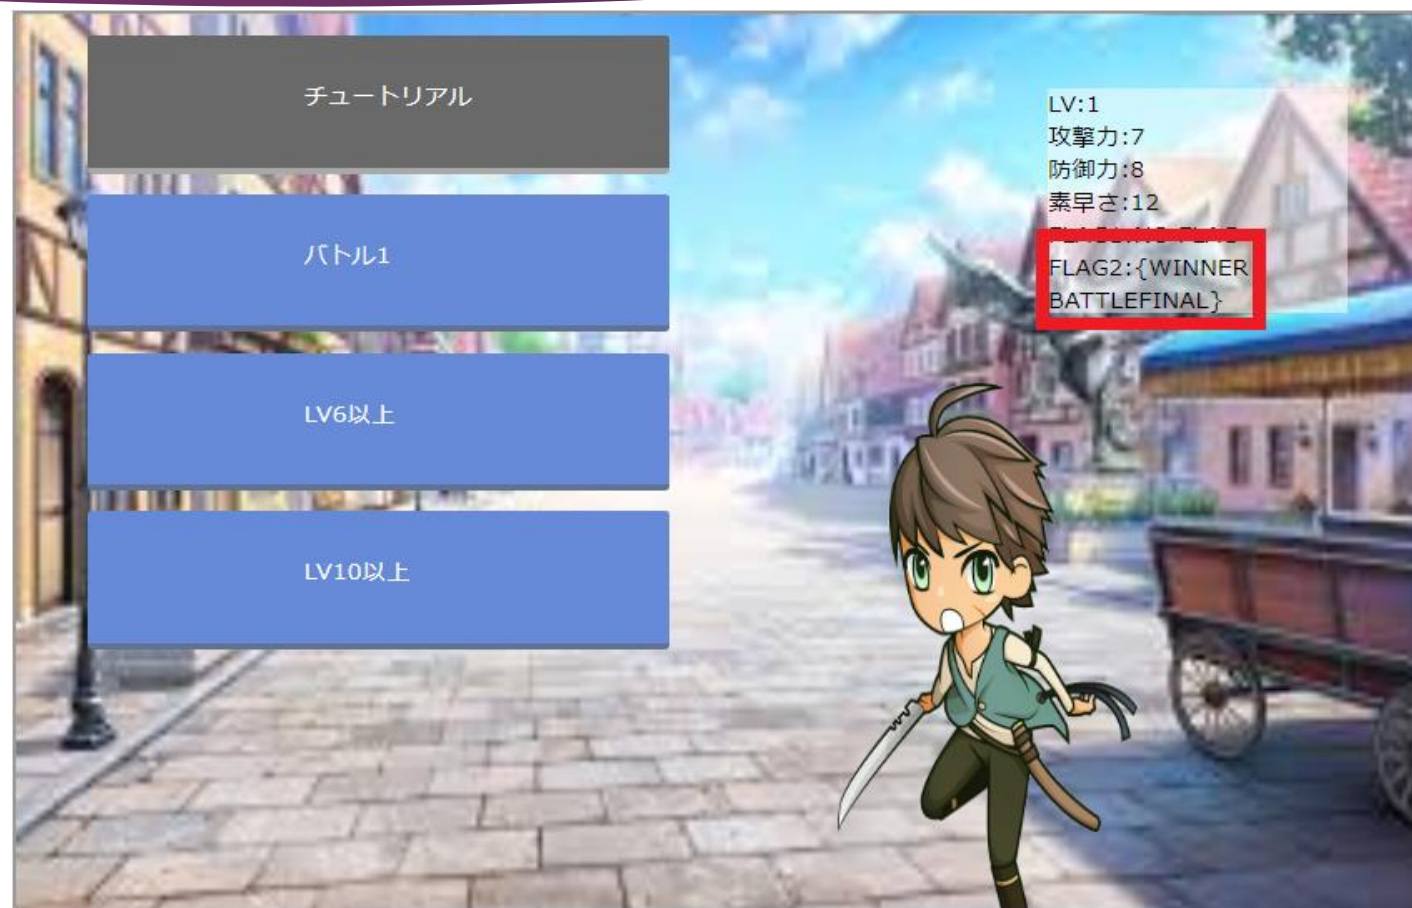 チュートリアル
バトル1
LV6以上
LV10以上
LV:1
攻撃力:7
防御力:8
素早さ:12
FLAG2:{WINNER
BATTLEFINAL}